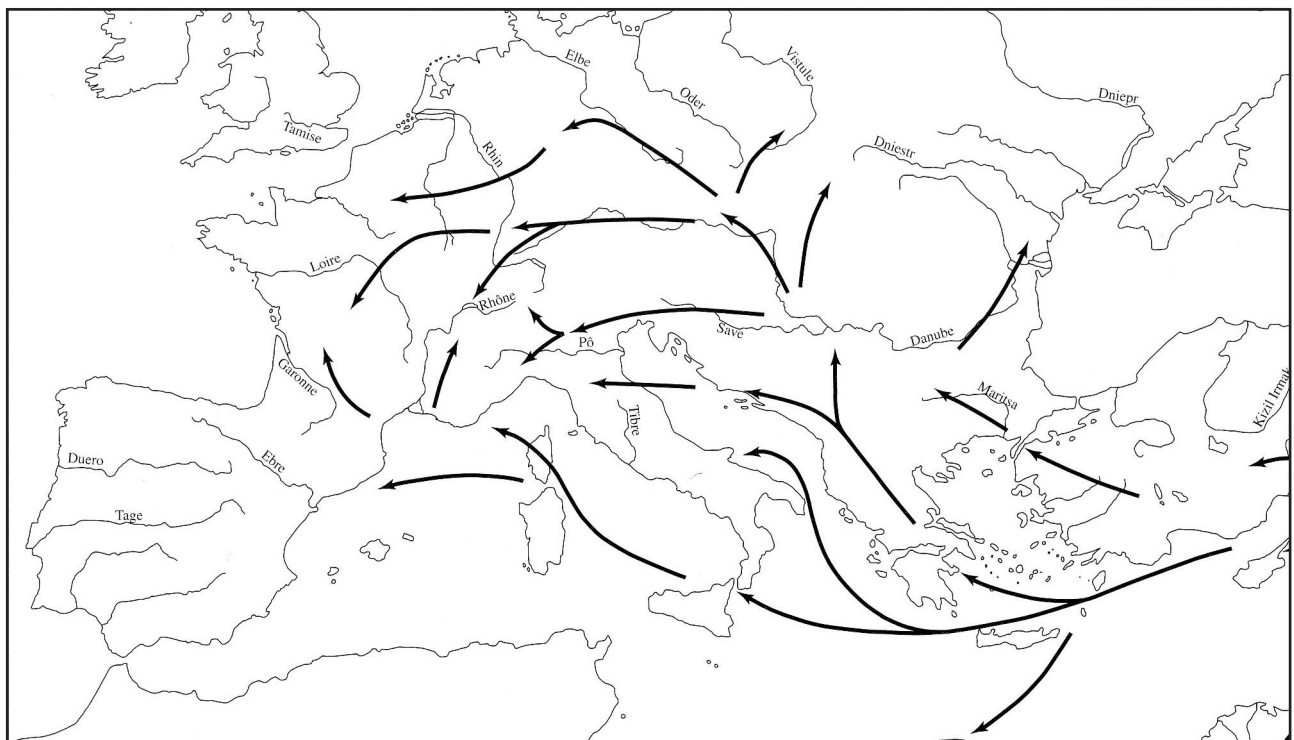 Elbe
Vistule
Oder
Dniepr
Tamise
Rhin
Dniestr
Loire
Rhône
Save
Danube
Pô
Garonne
Maritsa
Kizil Irmak
Tibre
Duero
Ebre
Tage